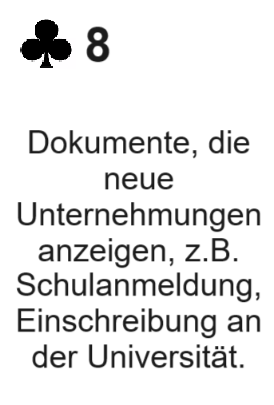 ♣ 8
Dokumente, die
neue
Unternehmungen
anzeigen, z.B.
Schulanmeldung,
Einschreibung an
der Universität.